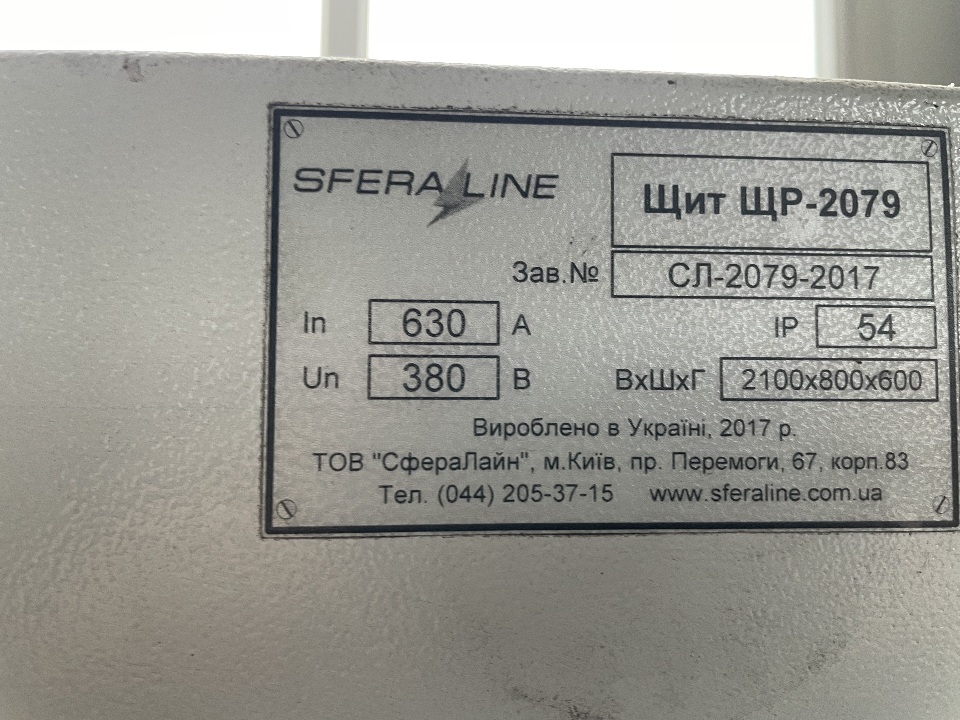 SFERA LINE
Щит ЩР-2079
Зав.№ СЛ-2079-2017
In 630 А IP 54
Un 380 В ВхШхГ 2100х800х600
Вироблено в Україні, 2017 р.
ТОВ "СфераЛайн", м.Київ, пр. Перемоги, 67, корп.83
Тел. (044) 205-37-15 www.sferaline.com.ua